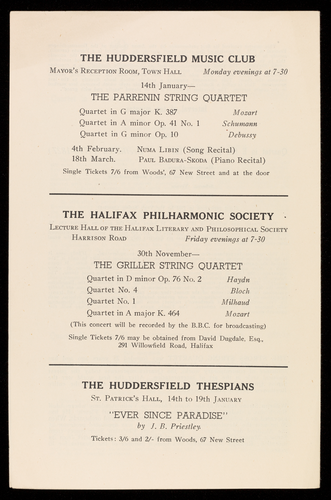 THE HUDDERSFIELD MUSIC CLUB
Mayor's Reception Room, Town Hall Monday evenings at 7-30
14th January—
THE PARRENIN STRING QUARTET
Quartet in G major K. 387 Mozart
Quartet in A minor Op. 41 No. 1 Schumann
Quartet in G minor Op. 10 Debussy
4th February. Numa Libin (Song Recital)
18th March. Paul Badura-Skoda (Piano Recital)
Single Tickets 7/6 from Woods', 67 New Street and at the door
THE HALIFAX PHILHARMONIC SOCIETY
Lecture Hall of the Halifax Literary and Philosophical Society
Harrison Road Friday evenings at 7-30
30th November—
THE GRILLER STRING QUARTET
Quartet in D minor Op. 76 No. 2 Haydn
Quartet No. 4 Bloch
Quartet No. 1 Milhaud
Quartet in A major K. 464 Mozart
(This concert will be recorded by the B.B.C. for broadcasting)
Single Tickets 7/6 may be obtained from David Dugdale, Esq.,
291 Willowfield Road, Halifax
THE HUDDERSFIELD THESPIANS
St. Patrick's Hall, 14th to 19th January
"EVER SINCE PARADISE"
by J. B. Priestley.
Tickets: 3/6 and 2/- from Woods, 67 New Street